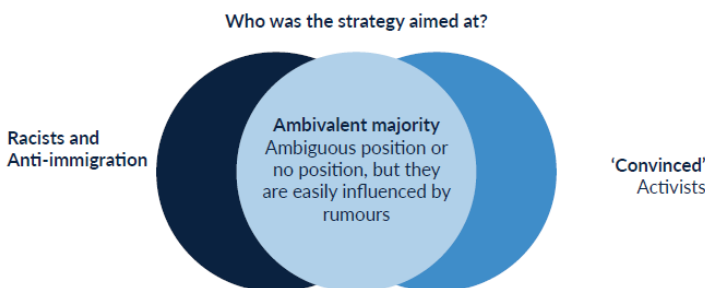 Who was the strategy aimed at?
Racists and
Anti-immigration
Ambivalent majority
Ambiguous position or
no position, but they
are easily influenced by
rumours
‘Convinced’
Activists